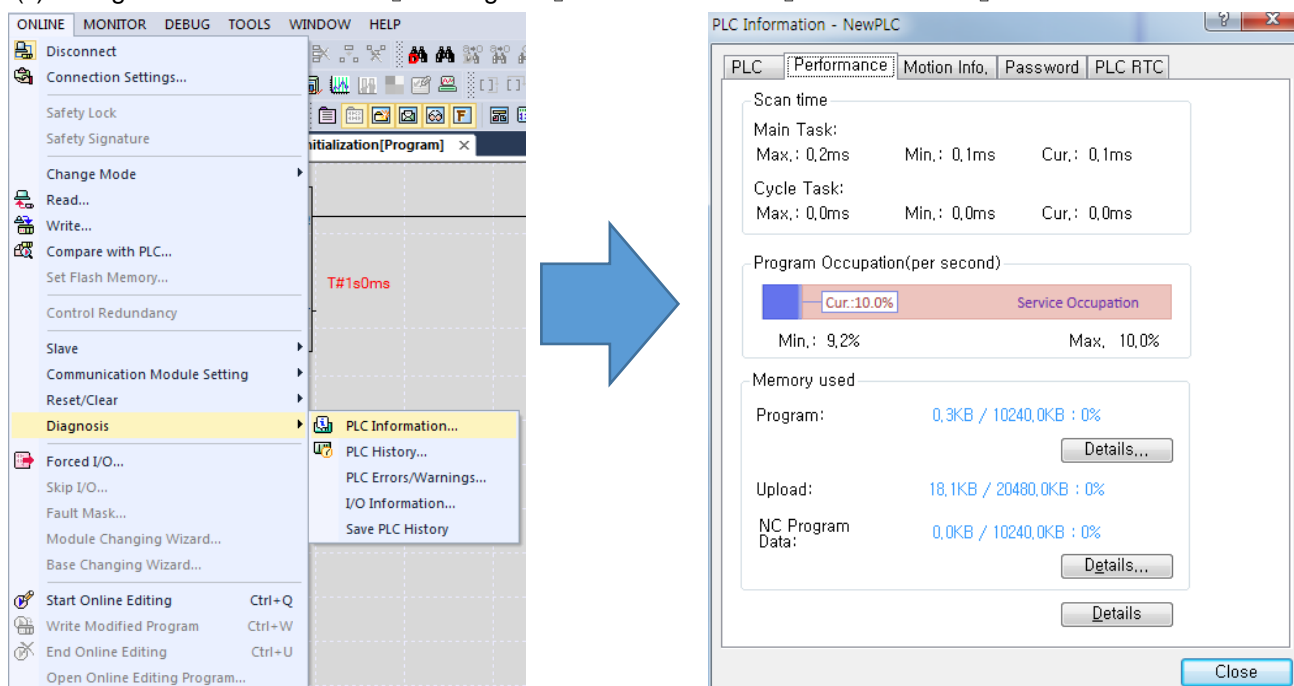 ONLINE MONITOR DEBUG TOOLS WINDOW HELP
Disconnect
Connection Settings...
Safety Lock
Safety Signature
Change Mode
Read...
Write...
Compare with PLC...
Set Flash Memory...
Control Redundancy
Slave
Communication Module Setting
Reset/Clear
Diagnosis
Forced I/O...
Skip I/O...
Fault Mask...
Module Changing Wizard...
Base Changing Wizard...
Start Online Editing Ctrl+Q
Write Modified Program Ctrl+W
End Online Editing Ctrl+U
Open Online Editing Program...
nitialization[Program] ×
T#1s0ms
PLC Information...
PLC History...
PLC Errors/Warnings...
I/O Information...
Save PLC History
PLC Information - NewPLC
PLC Performance Motion Info. Password PLC RTC
Scan time
Main Task:
Max.: 0.2ms Min.: 0.1ms Cur.: 0.1ms
Cycle Task:
Max.: 0.0ms Min.: 0.0ms Cur.: 0.0ms
Program Occupation(per second)
Cur.:10.0% Service Occupation
Min.: 9.2% Max. 10.0%
Memory used
Program: 0.3KB / 10240.0KB : 0%
Details...
Upload: 18.1KB / 20480.0KB : 0%
NC Program
Data: 0.0KB / 10240.0KB : 0%
Details...
Details
Close